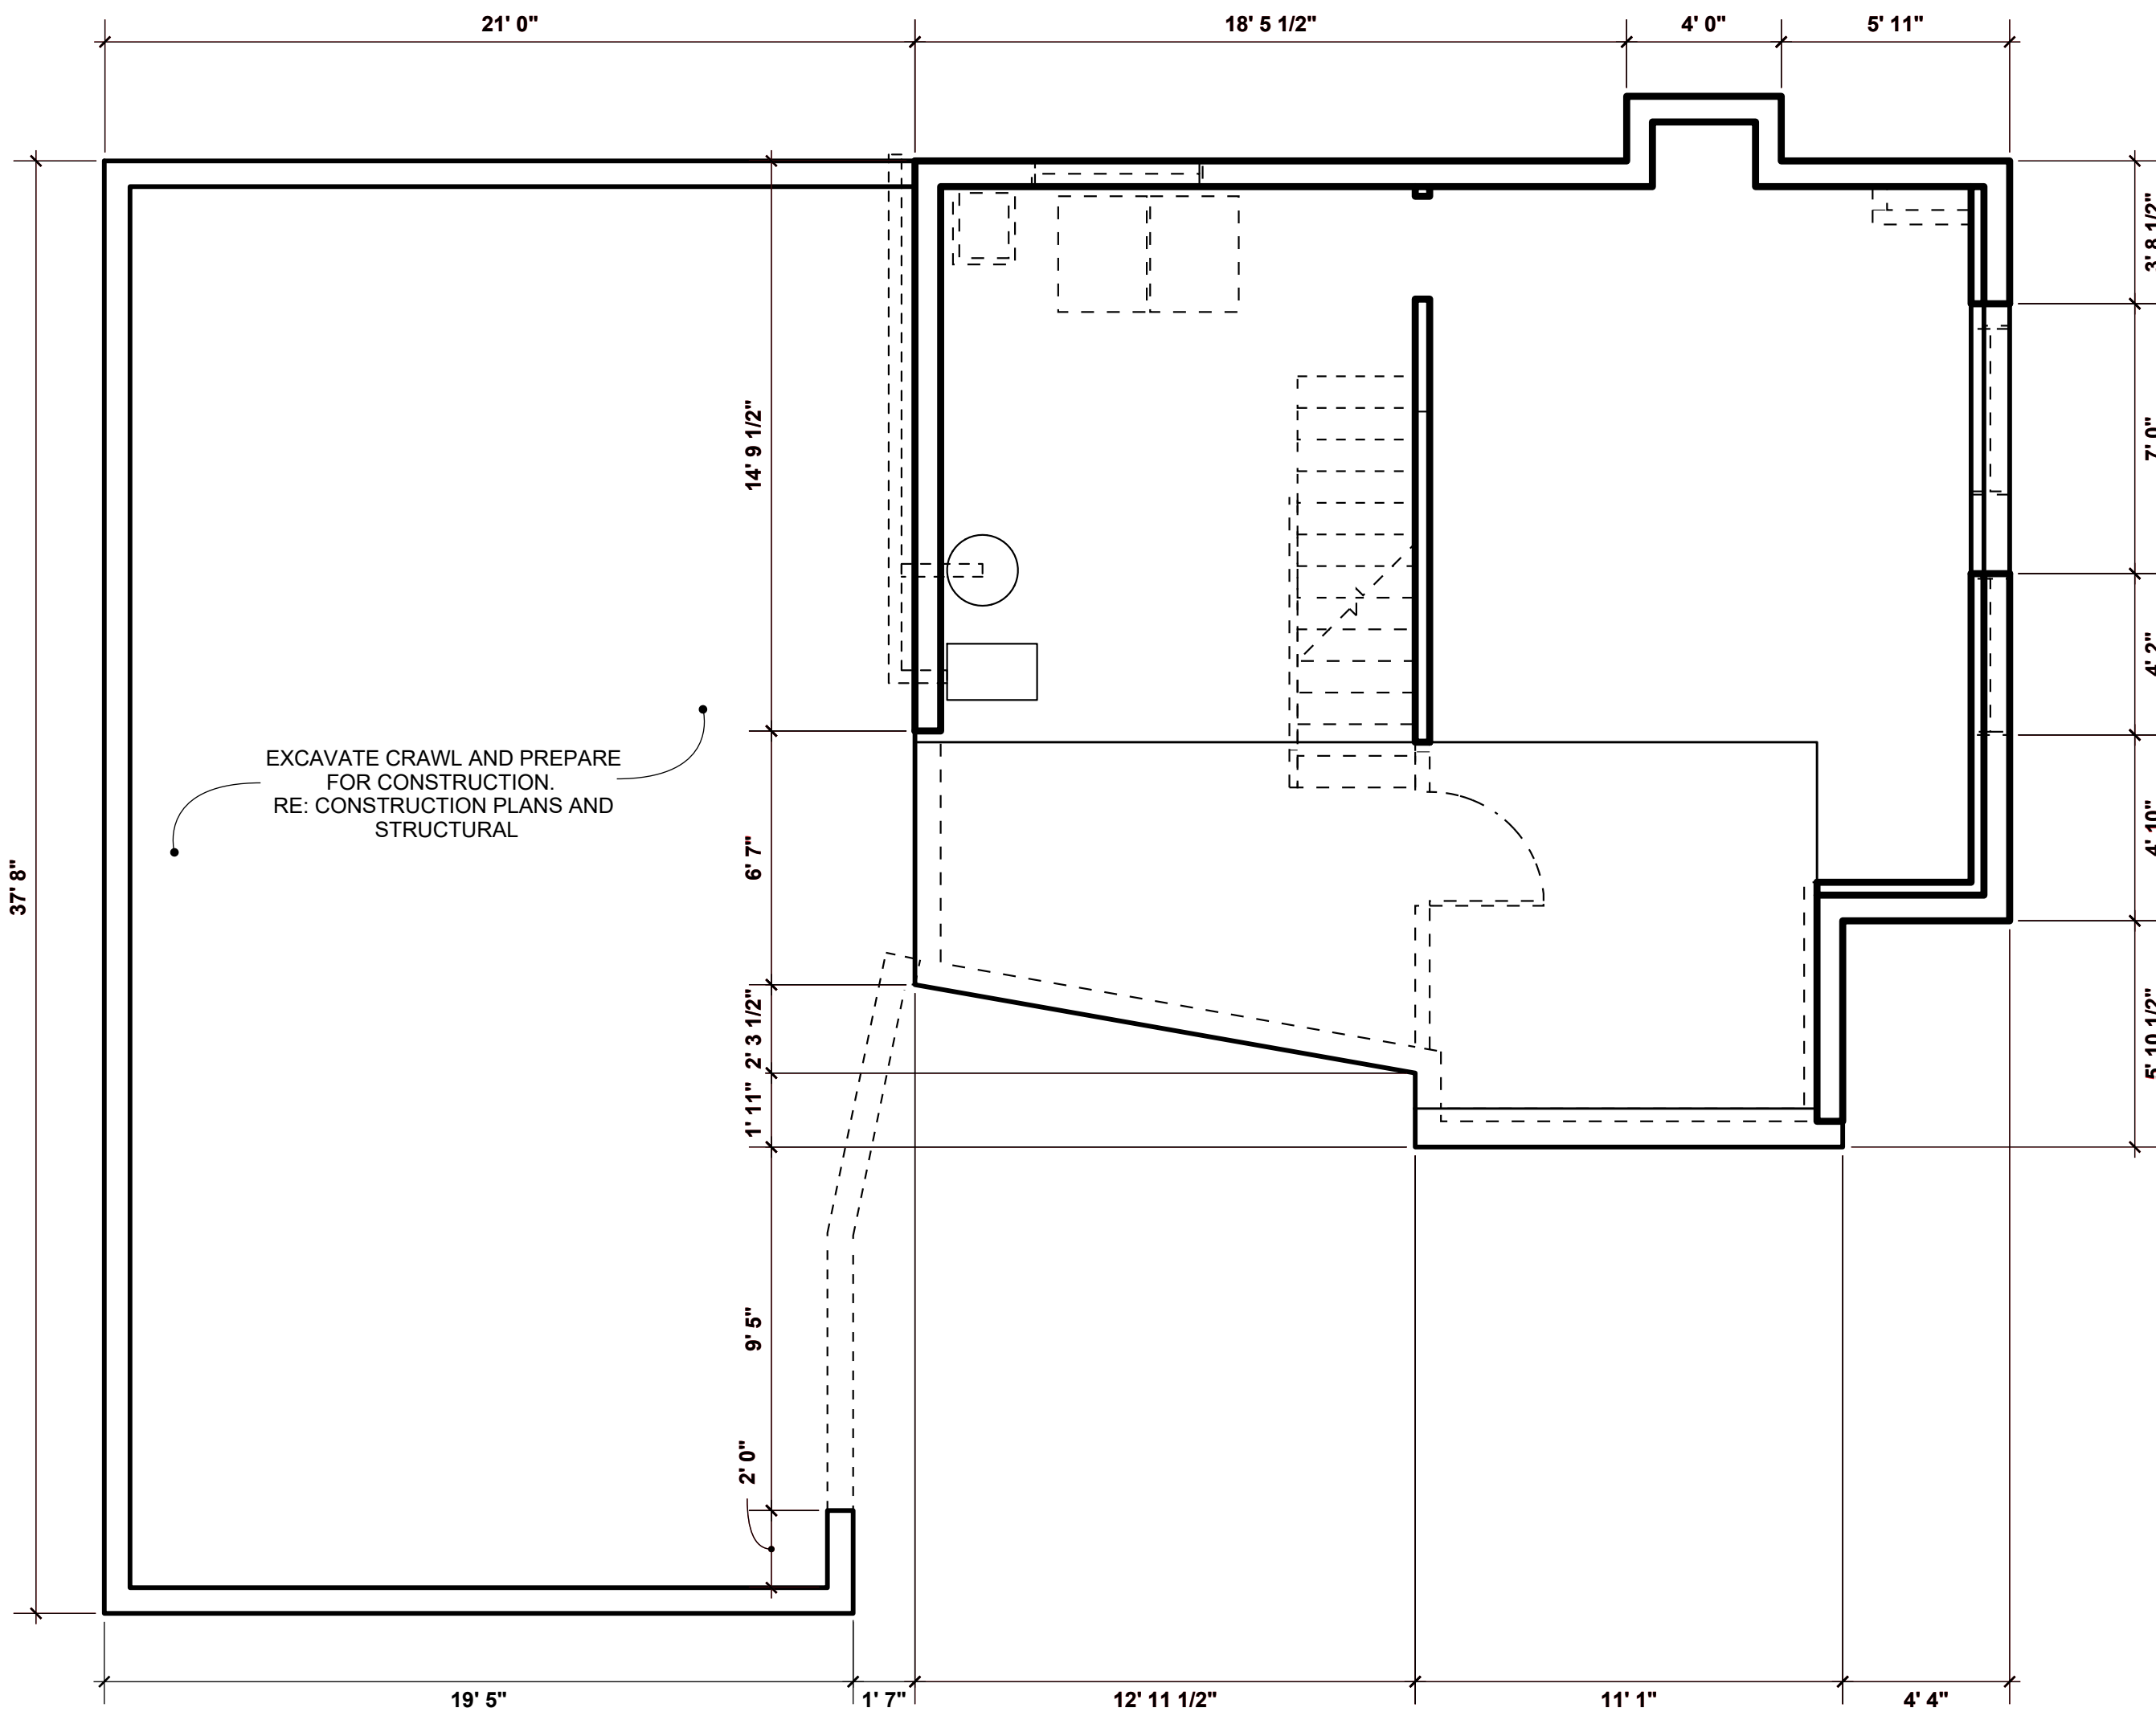 21' 0"
18' 5 1/2"
4' 0"
5' 11"
3' 8 1/2"
14' 9 1/2"
7' 0"
4' 2"
EXCAVATE CRAWL AND PREPARE
FOR CONSTRUCTION.
RE: CONSTRUCTION PLANS AND
STRUCTURAL
37' 8"
6' 7"
4' 10"
2' 3 1/2"
5' 10 1/2"
1' 11"
9' 5"
2' 0"
19' 5"
1' 7"
12' 11 1/2"
11' 1"
4' 4"